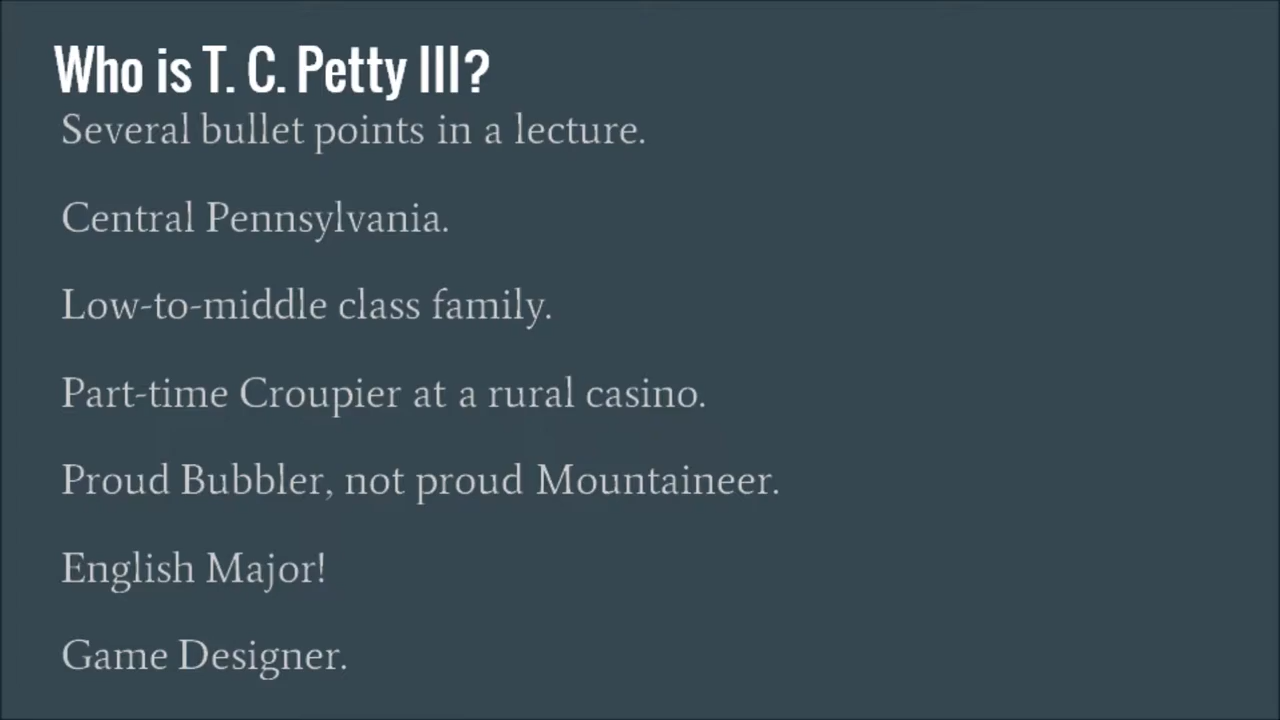 Who is T. C. Petty III?
Several bullet points in a lecture.
Central Pennsylvania.
Low-to-middle class family.
Part-time Croupier at a rural casino.
Proud Bubbler, not proud Mountaineer.
English Major!
Game Designer.